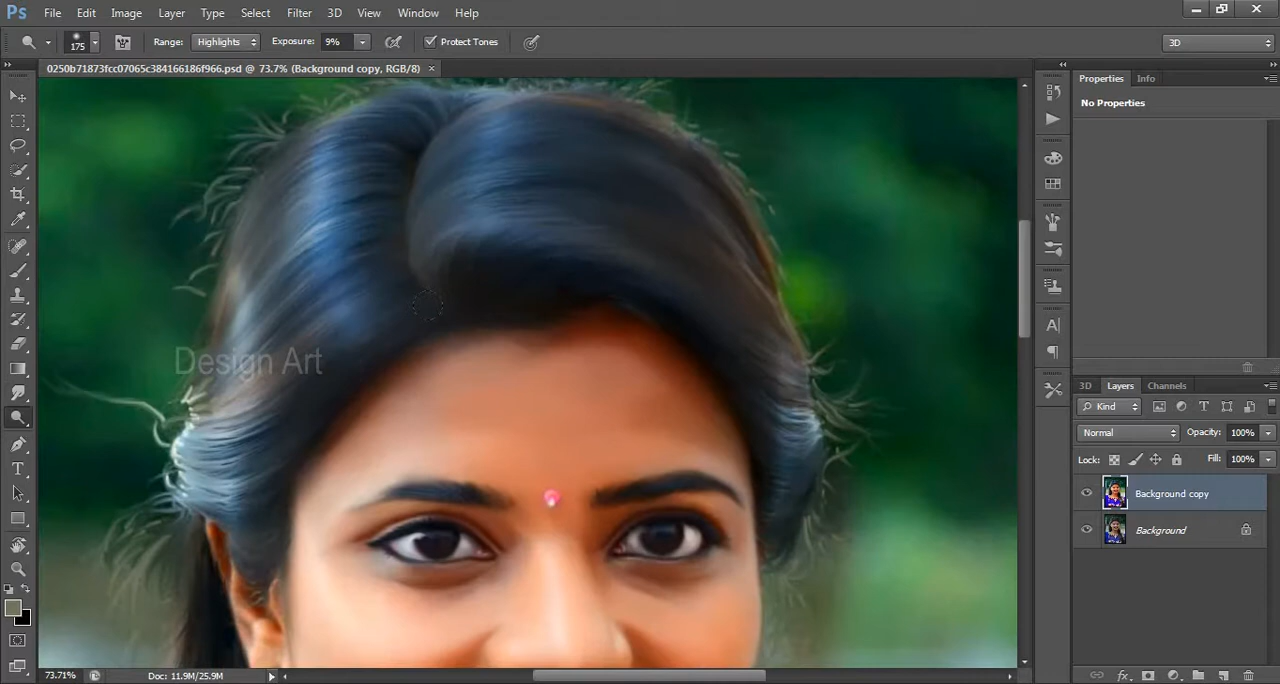 Ps File Edit Image Layer Type Select Filter 3D View Window Help
175 Range: Highlights Exposure: 9% Protect Tones 3D
0250b71873fcc07065c384166186f966.psd @ 73.7% (Background copy, RGB/8) ×
Properties Info
No Properties
Design Art
3D Layers Channels
Kind
Normal Opacity: 100%
Lock: Fill: 100%
Background copy
Background
73.71% Doc: 11.9M/25.9M